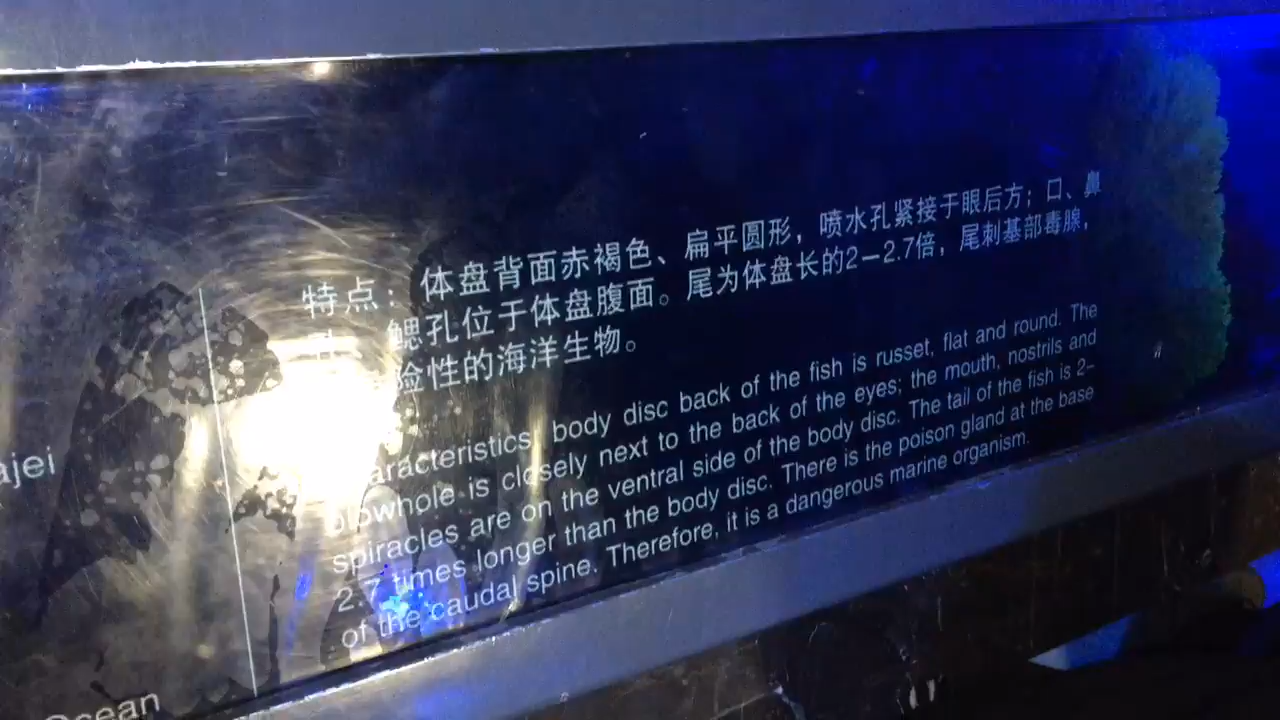 特点：体盘背面赤褐色、扁平圆形，喷水孔紧接于眼后方；口、鼻
鳃孔位于体盘腹面。尾为体盘长的2-2.7倍，尾刺基部毒腺，
险性的海洋生物。
aracteristics, body disc back of the fish is russet, flat and round. The
blowhole is closely next to the back of the eyes; the mouth, nostrils and
spiracles are on the ventral side of the body disc. The tail of the fish is 2-
2.7 times longer than the body disc. There is the poison gland at the base
of the caudal spine. Therefore, it is a dangerous marine organism.
ajei
Ocean